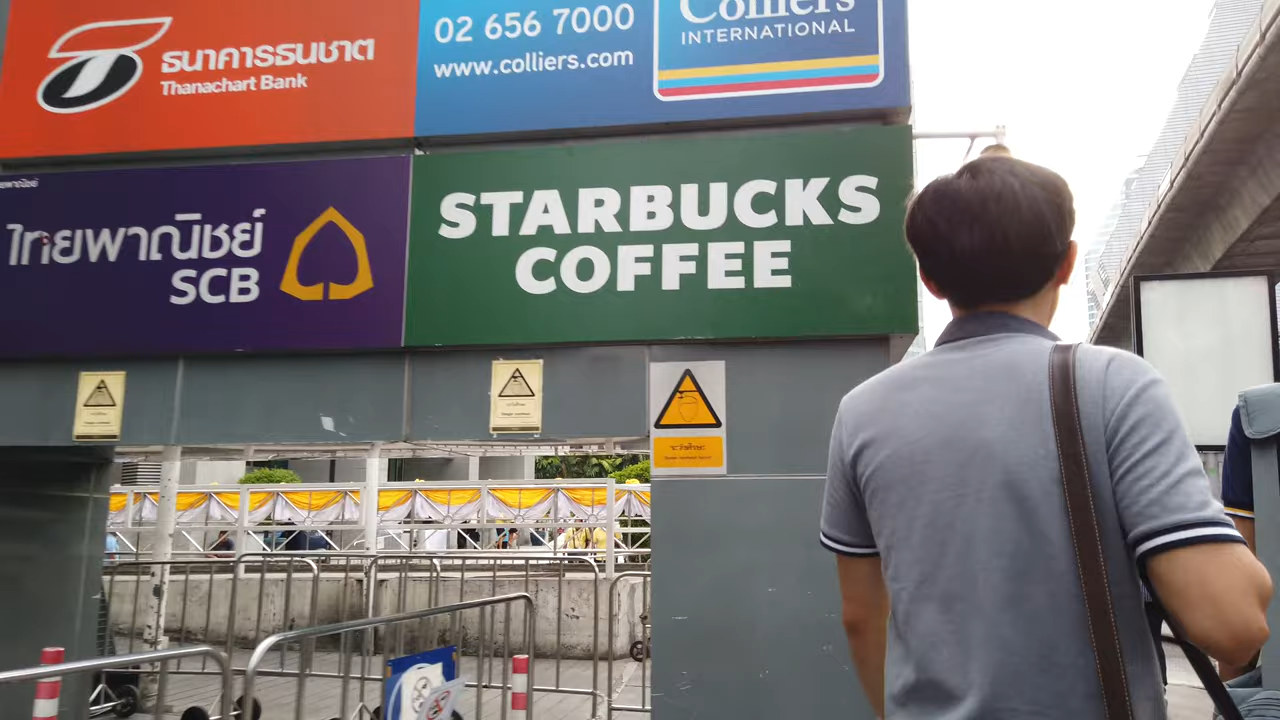 ธนาคารธนชาต
Thanachart Bank
02 656 7000
www.colliers.com
Colliers
INTERNATIONAL
ไทยพาณิชย์
SCB
STARBUCKS
COFFEE